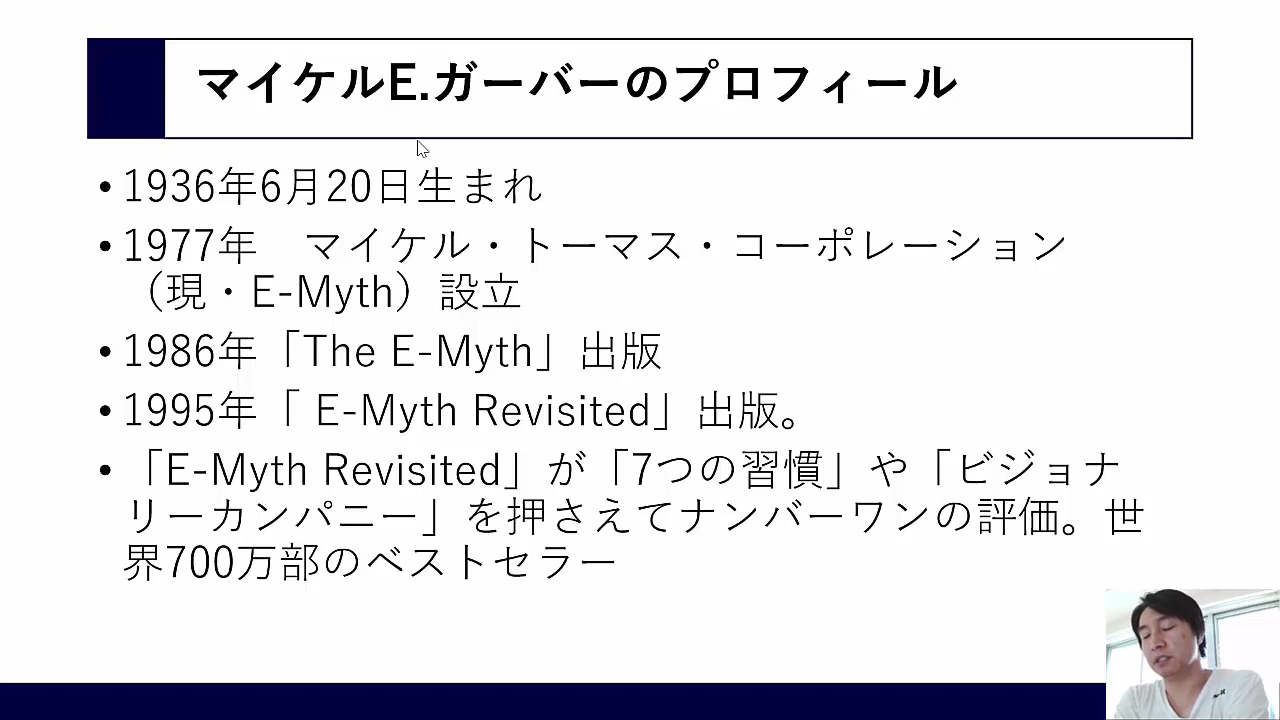 マイケルE.ガーバーのプロフィール
• 1936年6月20日生まれ
• 1977年　マイケル・トーマス・コーポレーション
（現・E-Myth）設立
• 1986年「The E-Myth」出版
• 1995年「 E-Myth Revisited」出版。
• 「E-Myth Revisited」が「7つの習慣」や「ビジョナ
リーカンパニー」を押さえてナンバーワンの評価。世
界700万部のベストセラー